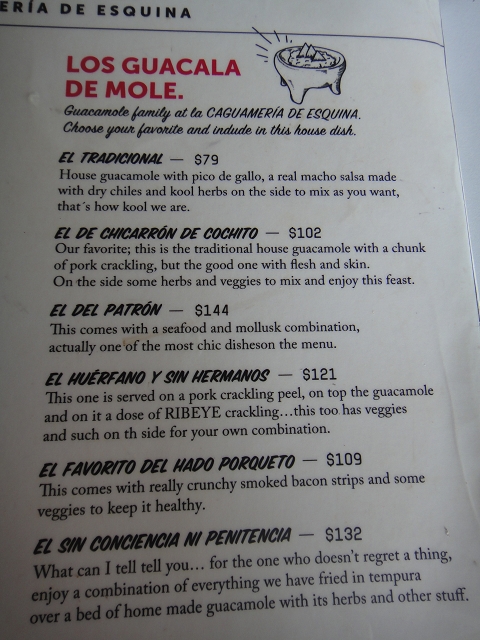 ERÍA DE ESQUINA
LOS GUACALA
DE MOLE.
Guacamole family at la CAGUAMERÍA DE ESQUINA.
Choose your favorite and indude in this house dish.
EL TRADICIONAL — $79
House guacamole with pico de gallo, a real macho salsa made
with dry chiles and kool herbs on the side to mix as you want,
that´s how kool we are.
EL DE CHICARRÓN DE COCHITO — $102
Our favorite; this is the traditional house guacamole with a chunk
of pork crackling, but the good one with flesh and skin.
On the side some herbs and veggies to mix and enjoy this feast.
EL DEL PATRÓN — $144
This comes with a seafood and mollusk combination,
actually one of the most chic disheson the menu.
EL HUÉRFANO Y SIN HERMANOS — $121
This one is served on a pork crackling peel, on top the guacamole
and on it a dose of RIBEYE crackling...this too has veggies
and such on th side for your own combination.
EL FAVORITO DEL HADO PORQUETO — $109
This comes with really crunchy smoked bacon strips and some
veggies to keep it healthy.
EL SIN CONCIENCIA NI PENITENCIA — $132
What can I tell tell you... for the one who doesn't regret a thing,
enjoy a combination of everything we have fried in tempura
over a bed of home made guacamole with its herbs and other stuff.